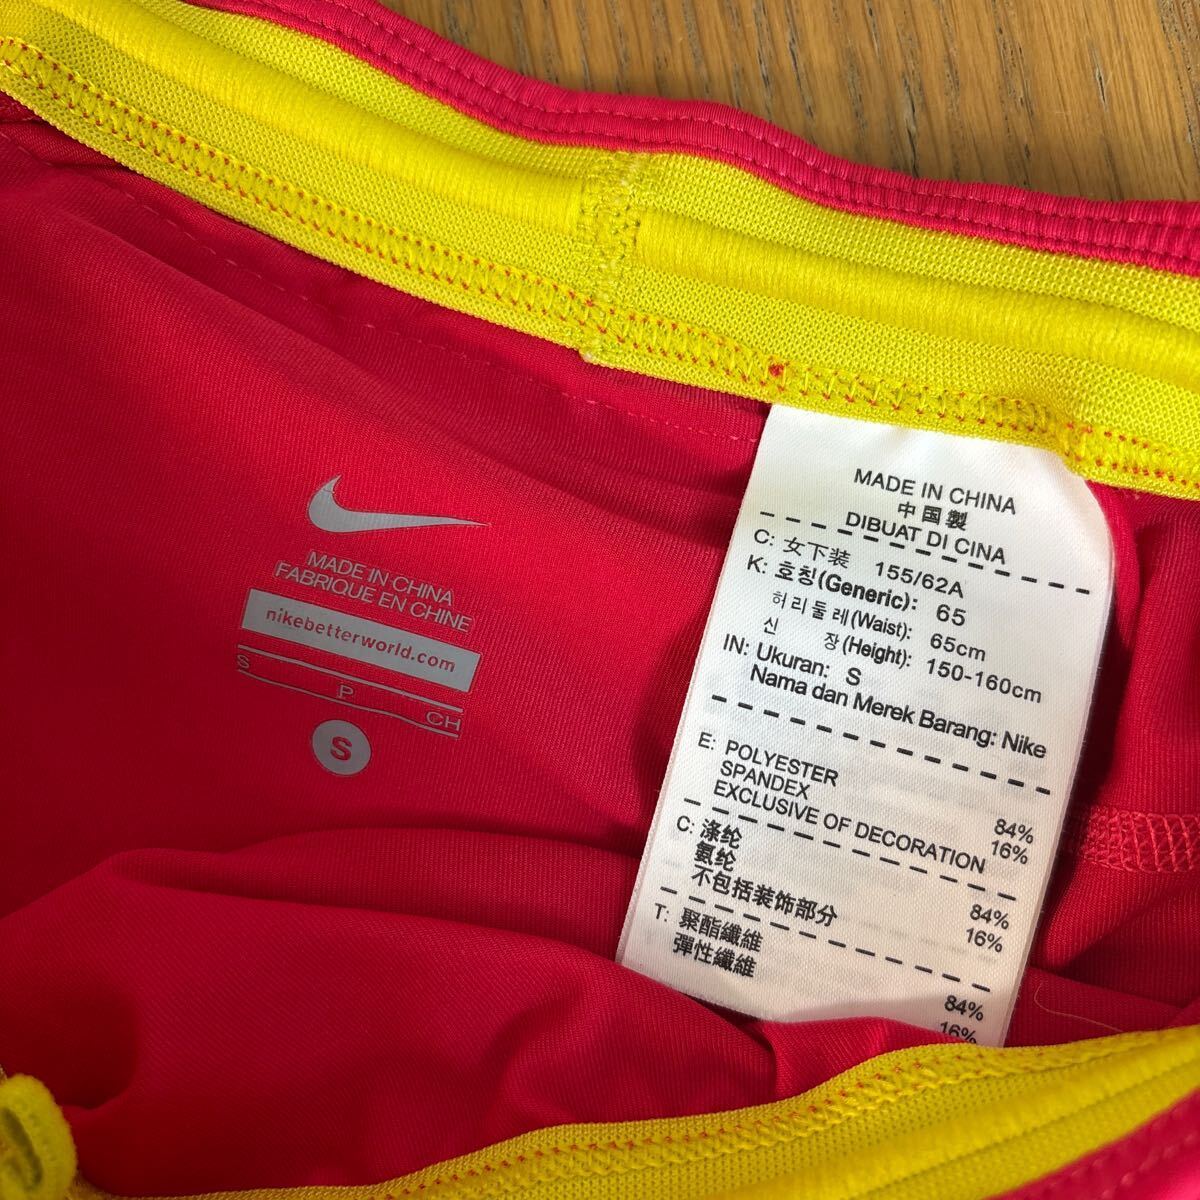 MADE IN CHINA
FABRIQUE EN CHINE
nikebetterworld.com
S
P
CH
S
MADE IN CHINA
中国製
DIBUAT DI CINA
C: 女下装 155/62A
K: 호칭(Generic): 65
허리둘레(Waist): 65cm
신 장(Height): 150-160cm
IN: Ukuran: S
Nama dan Merek Barang: Nike
E: POLYESTER 84%
SPANDEX 16%
EXCLUSIVE OF DECORATION
C: 涤纶 84%
氨纶 16%
不包括装饰部分
T: 聚酯纖維 84%
彈性纖維 16%